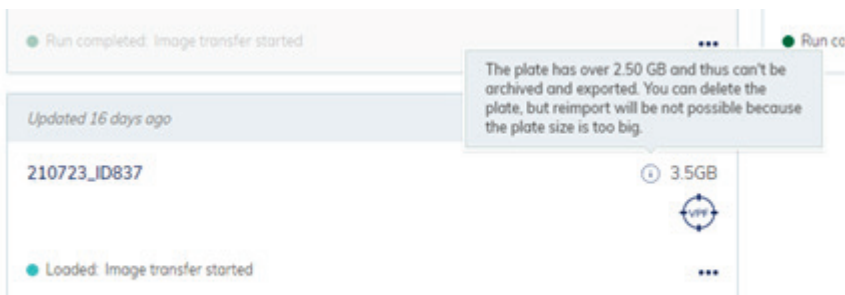 Run completed: Image transfer started
Run co
The plate has over 2.50 GB and thus can't be
archived and exported. You can delete the
plate, but reimport will be not possible because
the plate size is too big.
Updated 16 days ago
210723_ID837
3.5GB
VPF
Loaded: Image transfer started